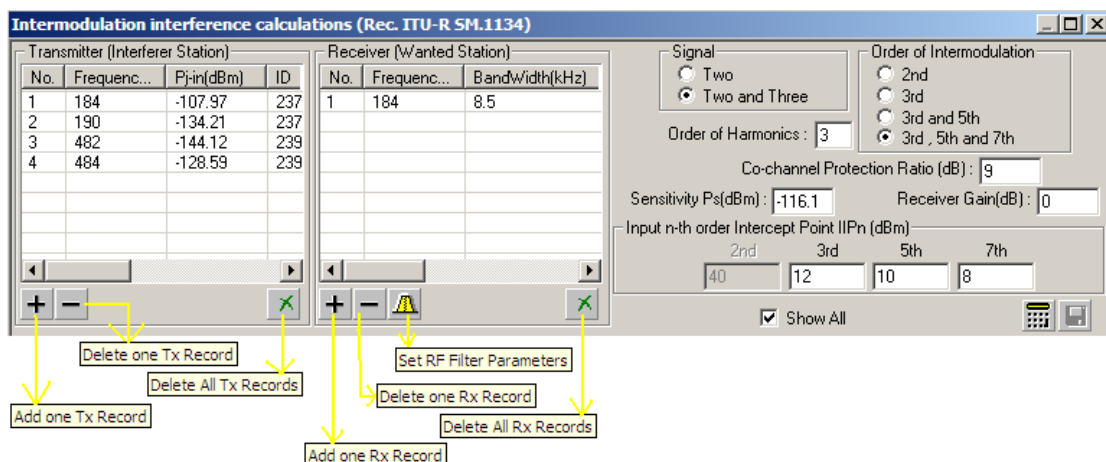 Intermodulation interference calculations (Rec. ITU-R SM.1134)
Transmitter (Interferer Station)
No. Frequenc... Pj-in(dBm) ID
1 184 -107.97 237
2 190 -134.21 237
3 482 -144.12 239
4 484 -128.59 239
Receiver (Wanted Station)
No. Frequenc... BandWidth(kHz)
1 184 8.5
Signal
Two
Two and Three
Order of Intermodulation
2nd
3rd
3rd and 5th
3rd , 5th and 7th
Order of Harmonics : 3
Co-channel Protection Ratio (dB) : 9
Sensitivity Ps(dBm) : -116.1 Receiver Gain(dB) : 0
Input n-th order Intercept Point IIPn (dBm)
2nd 3rd 5th 7th
40 12 10 8
Show All
Delete one Tx Record
Delete All Tx Records
Add one Tx Record
Set RF Filter Parameters
Delete one Rx Record
Delete All Rx Records
Add one Rx Record